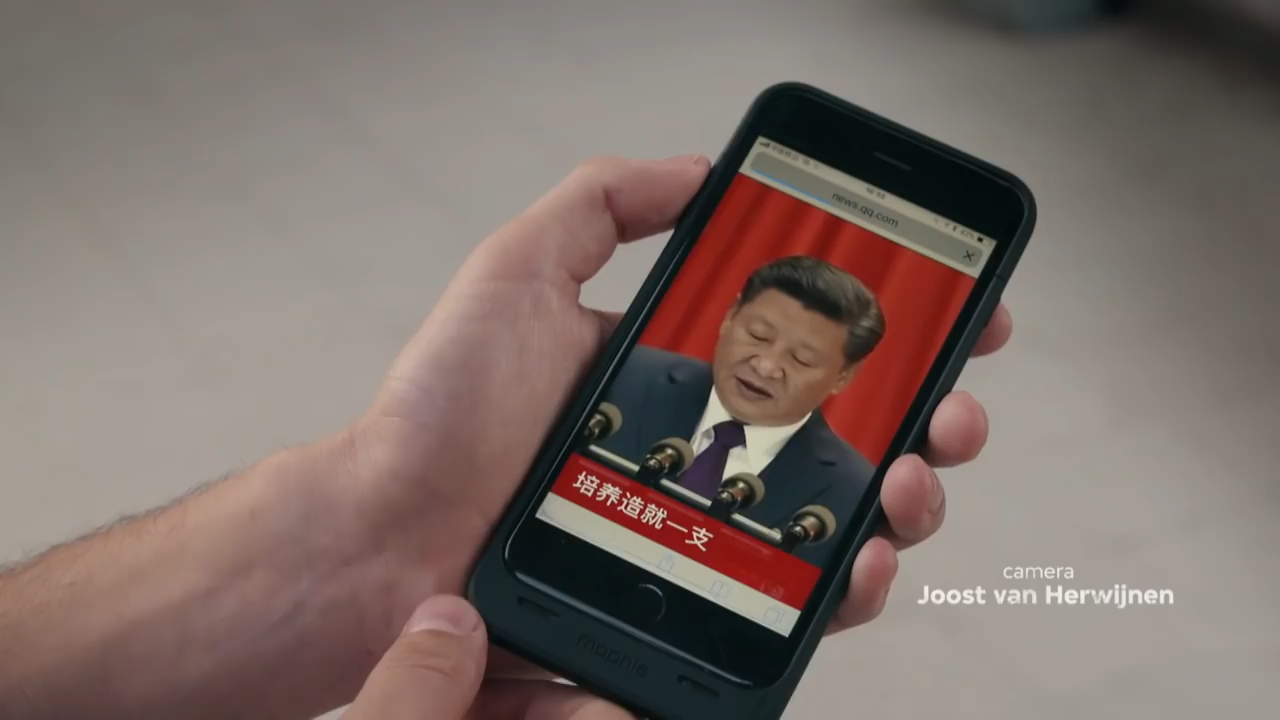 news.qq.com
培养造就一支
mophie
camera
Joost van Herwijnen